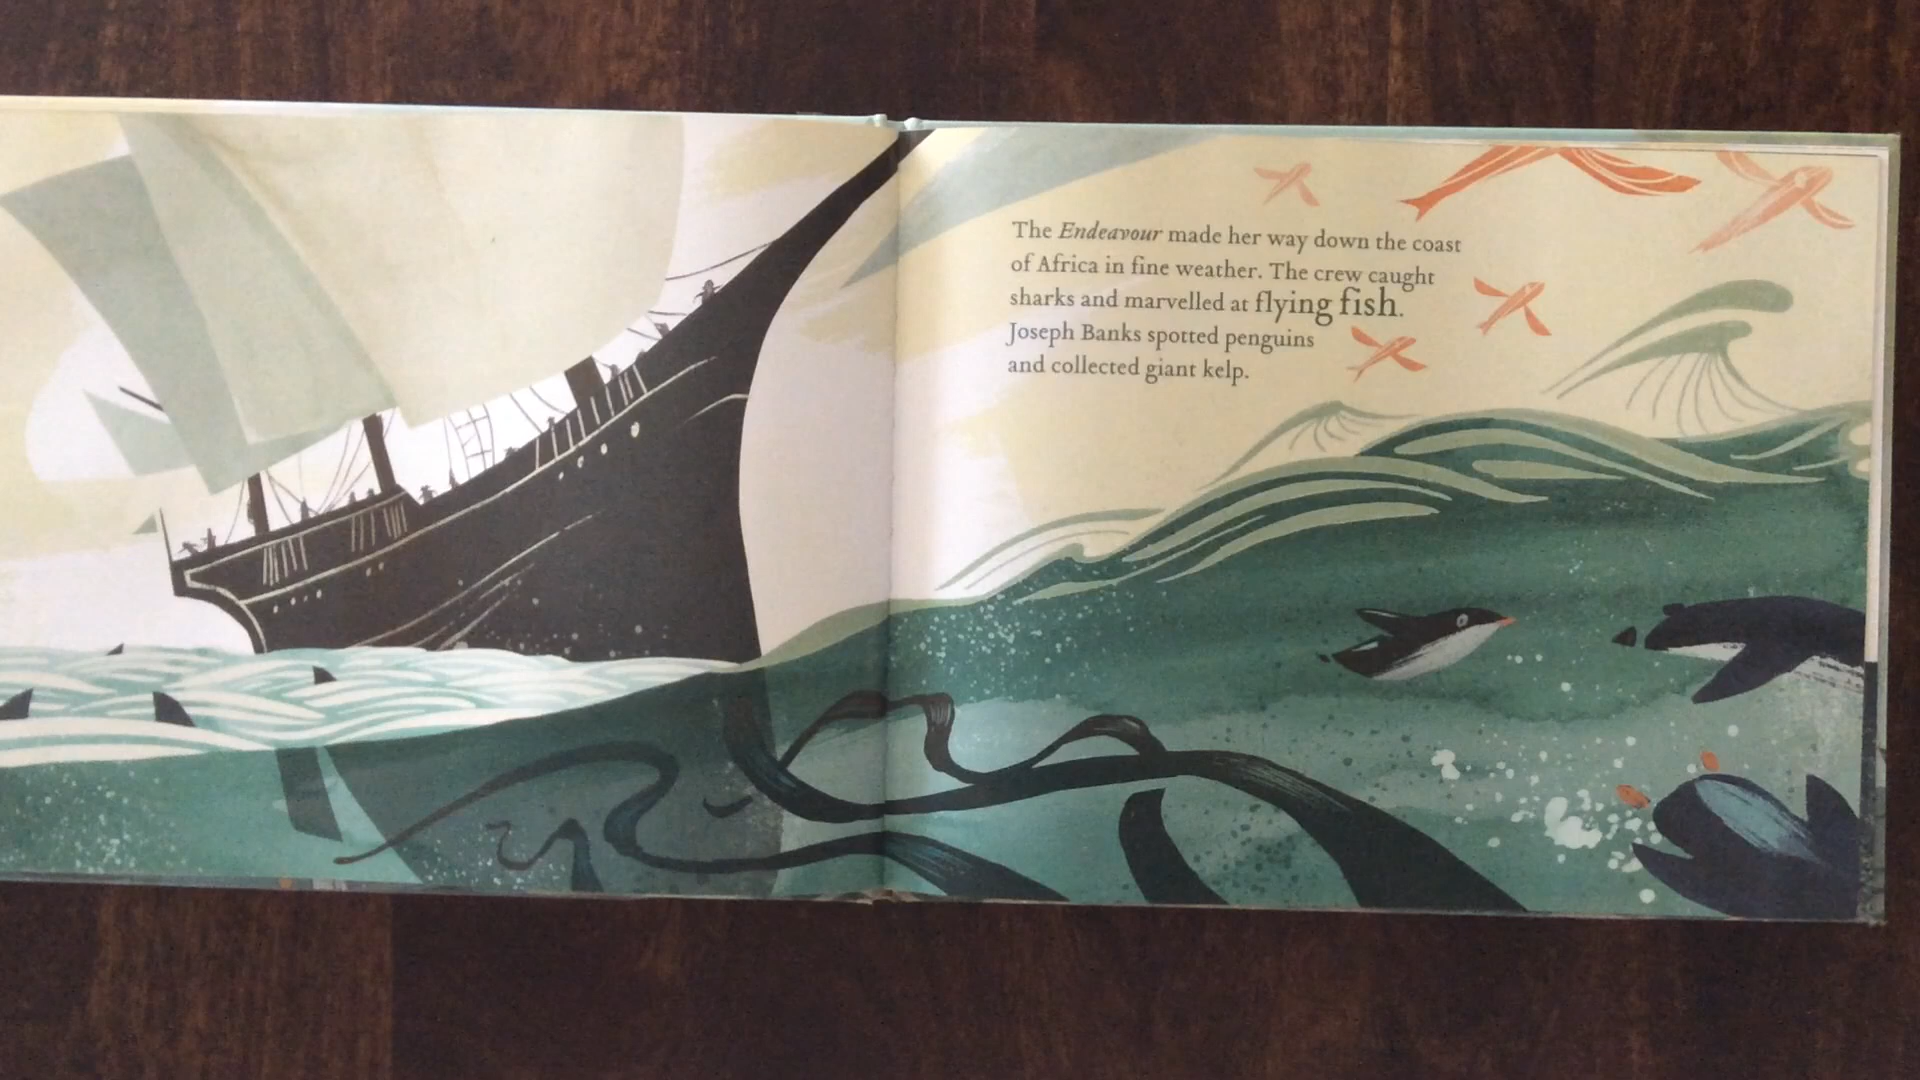 The Endeavour made her way down the coast
of Africa in fine weather. The crew caught
sharks and marvelled at flying fish.
Joseph Banks spotted penguins
and collected giant kelp.